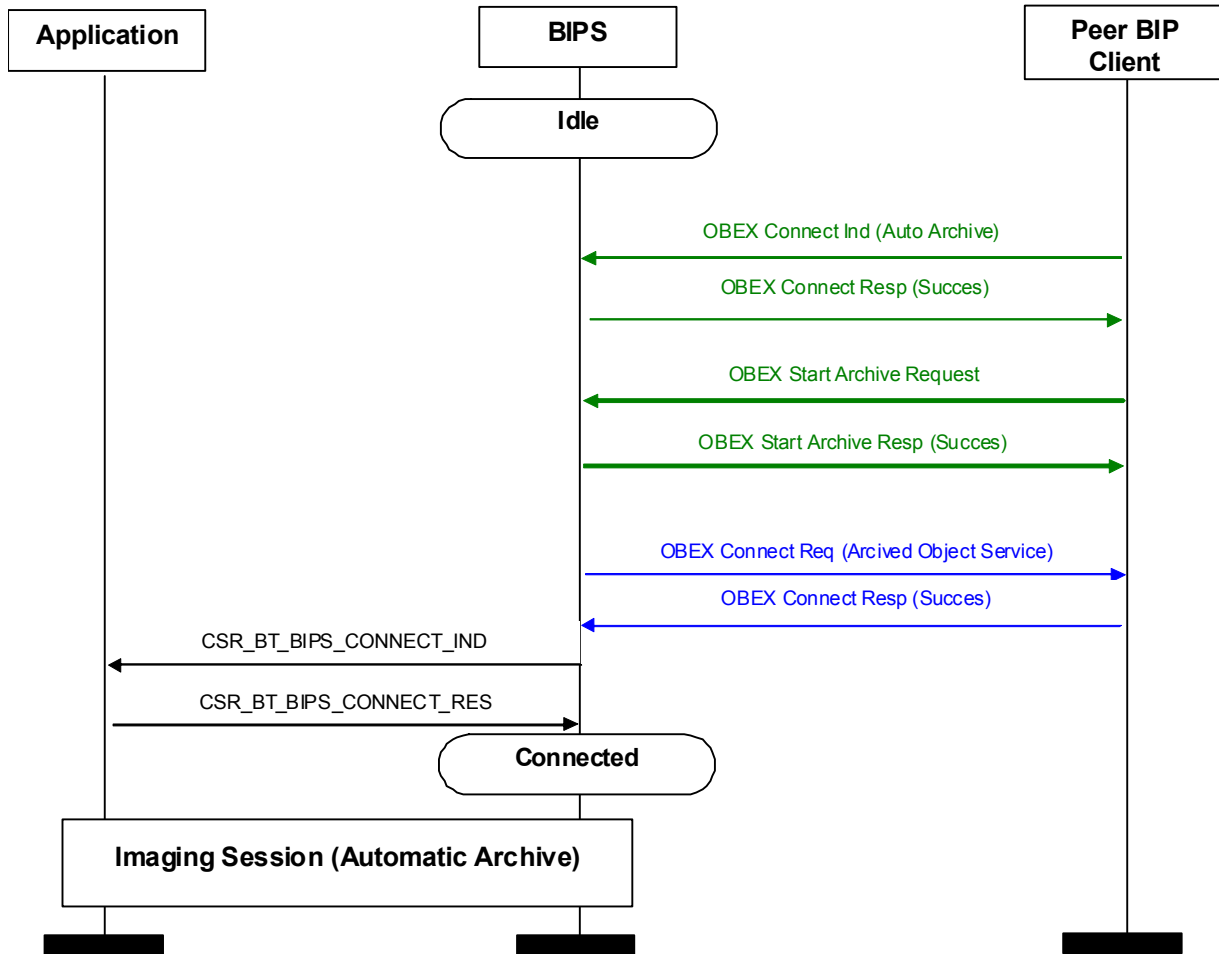 Application
BIPS
Peer BIP
Client
Idle
OBEX Connect Ind (Auto Archive)
OBEX Connect Resp (Succes)
OBEX Start Archive Request
OBEX Start Archive Resp (Succes)
OBEX Connect Req (Arcived Object Service)
OBEX Connect Resp (Succes)
CSR_BT_BIPS_CONNECT_IND
CSR_BT_BIPS_CONNECT_RES
Connected
Imaging Session (Automatic Archive)